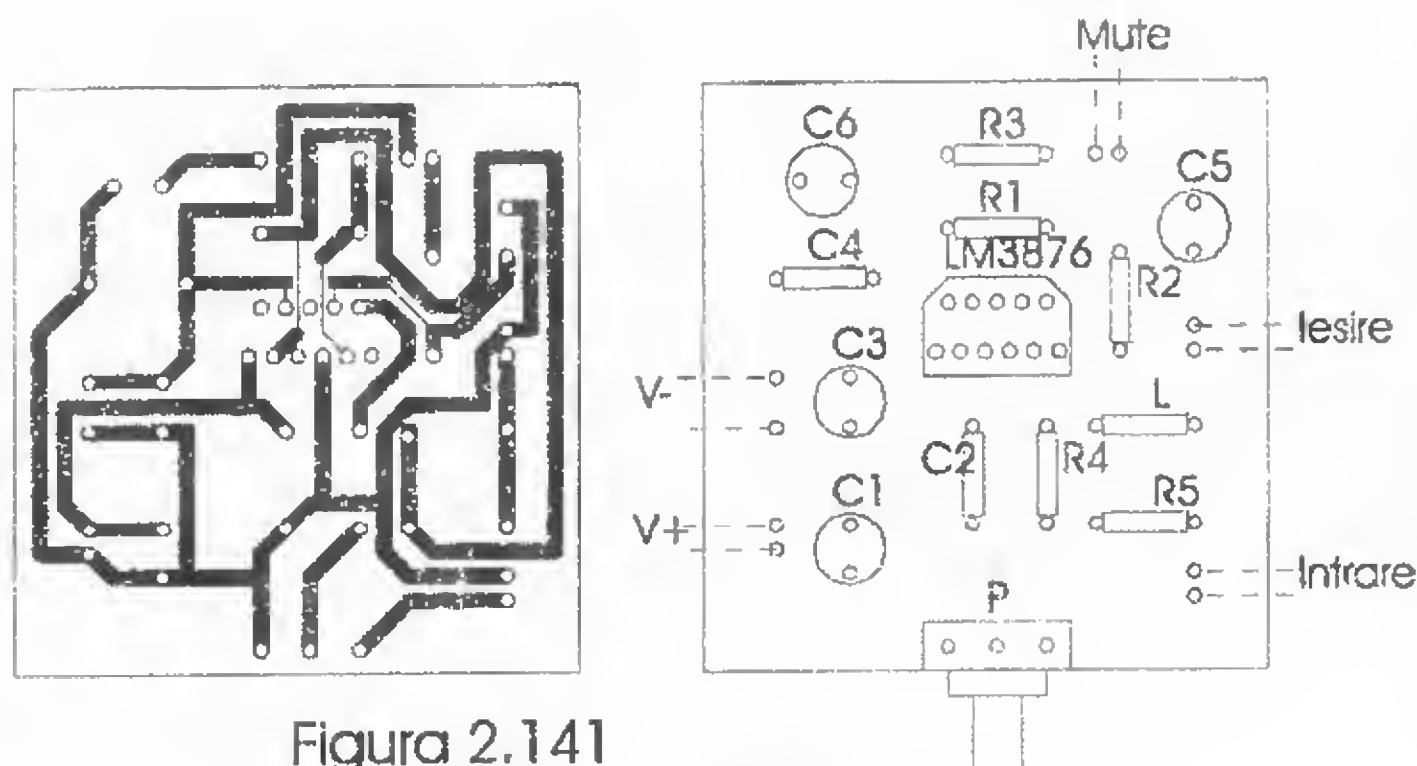 Mute
C6
R3
C5
R1
C4
LM3876
R2
Iesire
C3
V-
L
C2
R4
C1
R5
V+
Intrare
P
Figura 2.141